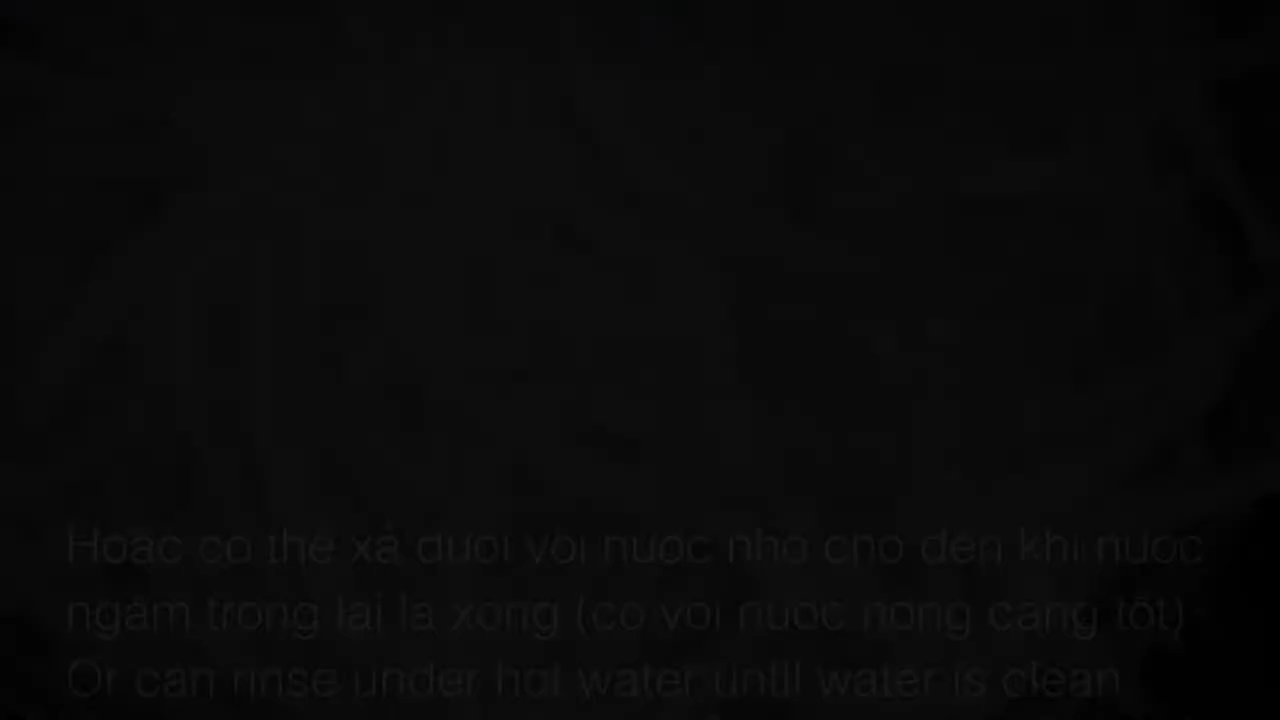 Hoặc có thể xả dưới vòi nước nhỏ cho đến khi nước
ngâm trong lại là xong (có vòi nước nóng càng tốt)
Or can rinse under hot water until water is clean